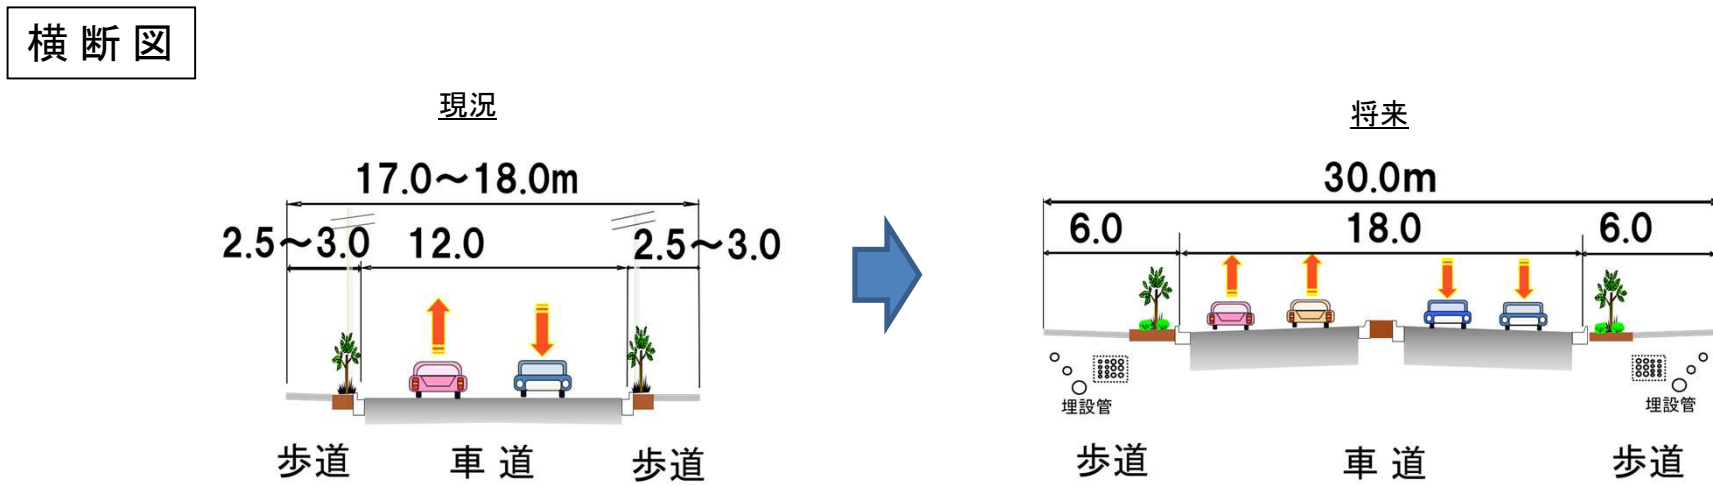 横断図
現況
17.0～18.0m
2.5～3.0 12.0 2.5～3.0
歩道 車道 歩道
将来
30.0m
6.0 18.0 6.0
埋設管 埋設管
歩道 車道 歩道